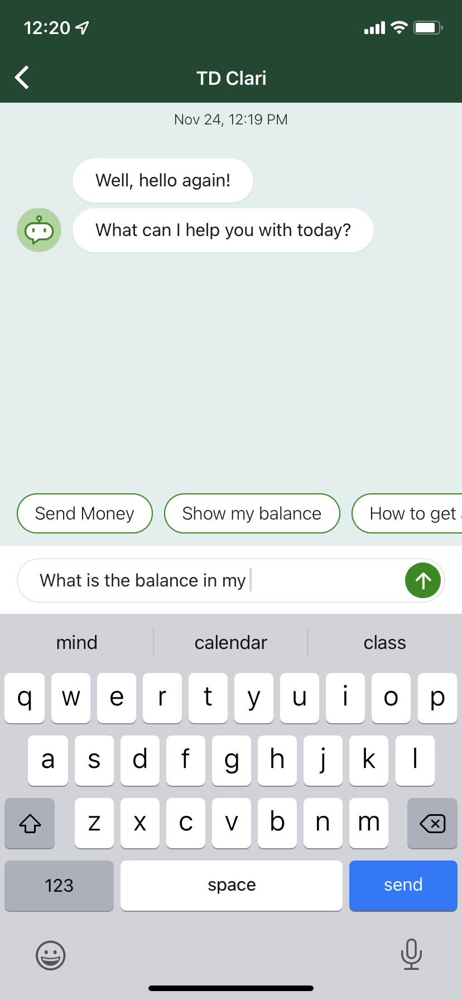 12:20
TD Clari
Nov 24, 12:19 PM
Well, hello again!
What can I help you with today?
Send Money Show my balance How to get
What is the balance in my
mind calendar class
q w e r t y u i o p
a s d f g h j k l
z x c v b n m
123 space send